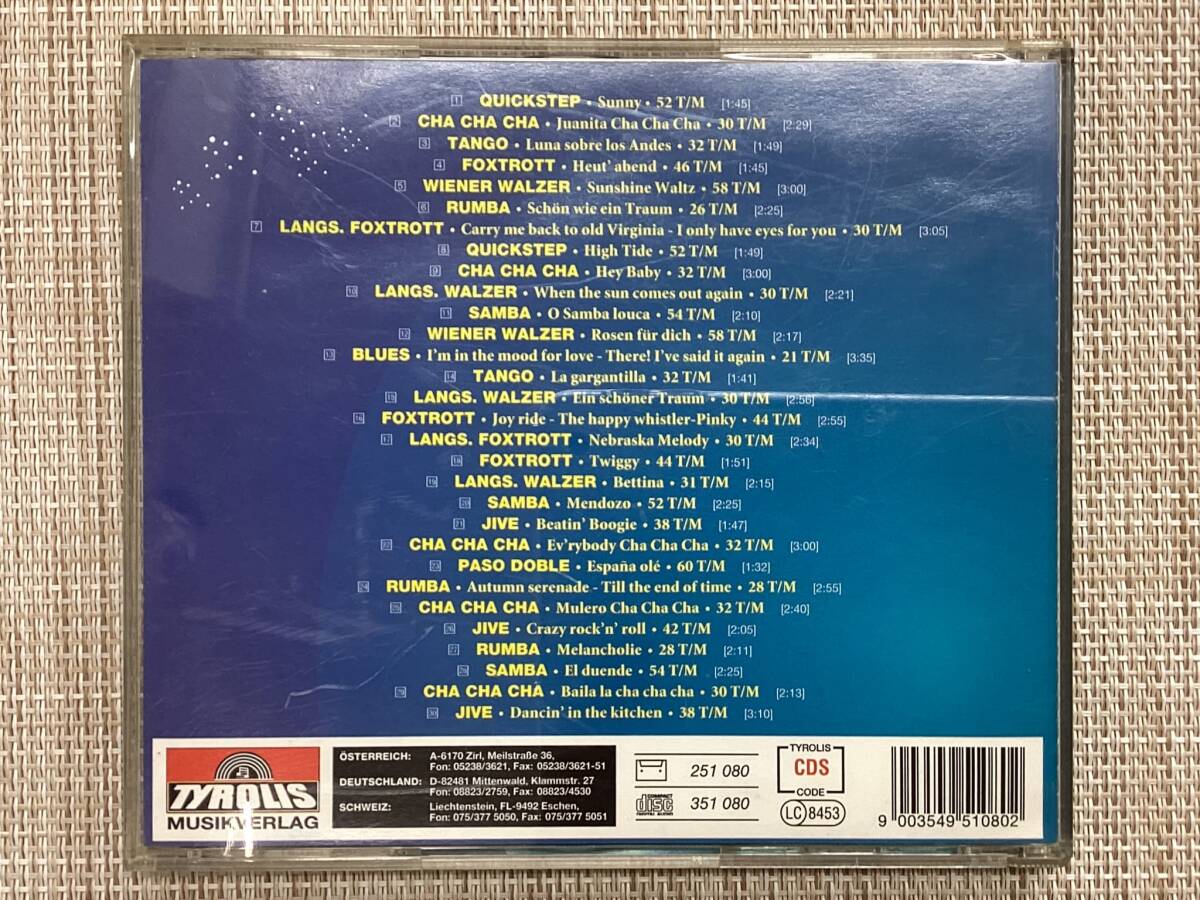 1 QUICKSTEP • Sunny • 52 T/M [1:45]
2 CHA CHA CHA • Juanita Cha Cha Cha • 30 T/M [2:29]
3 TANGO • Luna sobre los Andes • 32 T/M [1:49]
4 FOXTROTT • Heut' abend • 46 T/M [1:45]
5 WIENER WALZER • Sunshine Waltz • 58 T/M [3:00]
6 RUMBA • Schön wie ein Traum • 26 T/M [2:25]
7 LANGS. FOXTROTT • Carry me back to old Virginia - I only have eyes for you • 30 T/M [3:05]
8 QUICKSTEP • High Tide • 52 T/M [1:49]
9 CHA CHA CHA • Hey Baby • 32 T/M [3:00]
10 LANGS. WALZER • When the sun comes out again • 30 T/M [2:21]
11 SAMBA • O Samba louca • 54 T/M [2:10]
12 WIENER WALZER • Rosen für dich • 58 T/M [2:17]
13 BLUES • I'm in the mood for love - There! I've said it again • 21 T/M [3:35]
14 TANGO • La gargantilla • 32 T/M [1:41]
15 LANGS. WALZER • Ein schöner Traum • 30 T/M [2:56]
16 FOXTROTT • Joy ride - The happy whistler-Pinky • 44 T/M [2:55]
17 LANGS. FOXTROTT • Nebraska Melody • 30 T/M [2:34]
18 FOXTROTT • Twiggy • 44 T/M [1:51]
19 LANGS. WALZER • Bettina • 31 T/M [2:15]
20 SAMBA • Mendozo • 52 T/M [2:25]
21 JIVE • Beatin' Boogie • 38 T/M [1:47]
22 CHA CHA CHA • Ev'rybody Cha Cha Cha • 32 T/M [3:00]
23 PASO DOBLE • España olé • 60 T/M [1:32]
24 RUMBA • Autumn serenade - Till the end of time • 28 T/M [2:55]
25 CHA CHA CHA • Mulero Cha Cha Cha • 32 T/M [2:40]
26 JIVE • Crazy rock'n' roll • 42 T/M [2:05]
27 RUMBA • Melancholie • 28 T/M [2:11]
28 SAMBA • El duende • 54 T/M [2:25]
29 CHA CHA CHA • Baila la cha cha cha • 30 T/M [2:13]
30 JIVE • Dancin' in the kitchen • 38 T/M [3:10]
TYROLIS
MUSIKVERLAG
ÖSTERREICH: A-6170 Zirl, Meilstraße 36,
Fon: 05238/3621, Fax: 05238/3621-51
DEUTSCHLAND: D-82481 Mittenwald, Klammstr. 27
Fon: 08823/2759, Fax: 08823/4530
SCHWEIZ: Liechtenstein, FL-9492 Eschen,
Fon: 075/377 5050, Fax: 075/377 5051
251 080
COMPACT
disc
DIGITAL AUDIO
351 080
TYROLIS
CDS
CODE
LC 8453
9 003549 510802